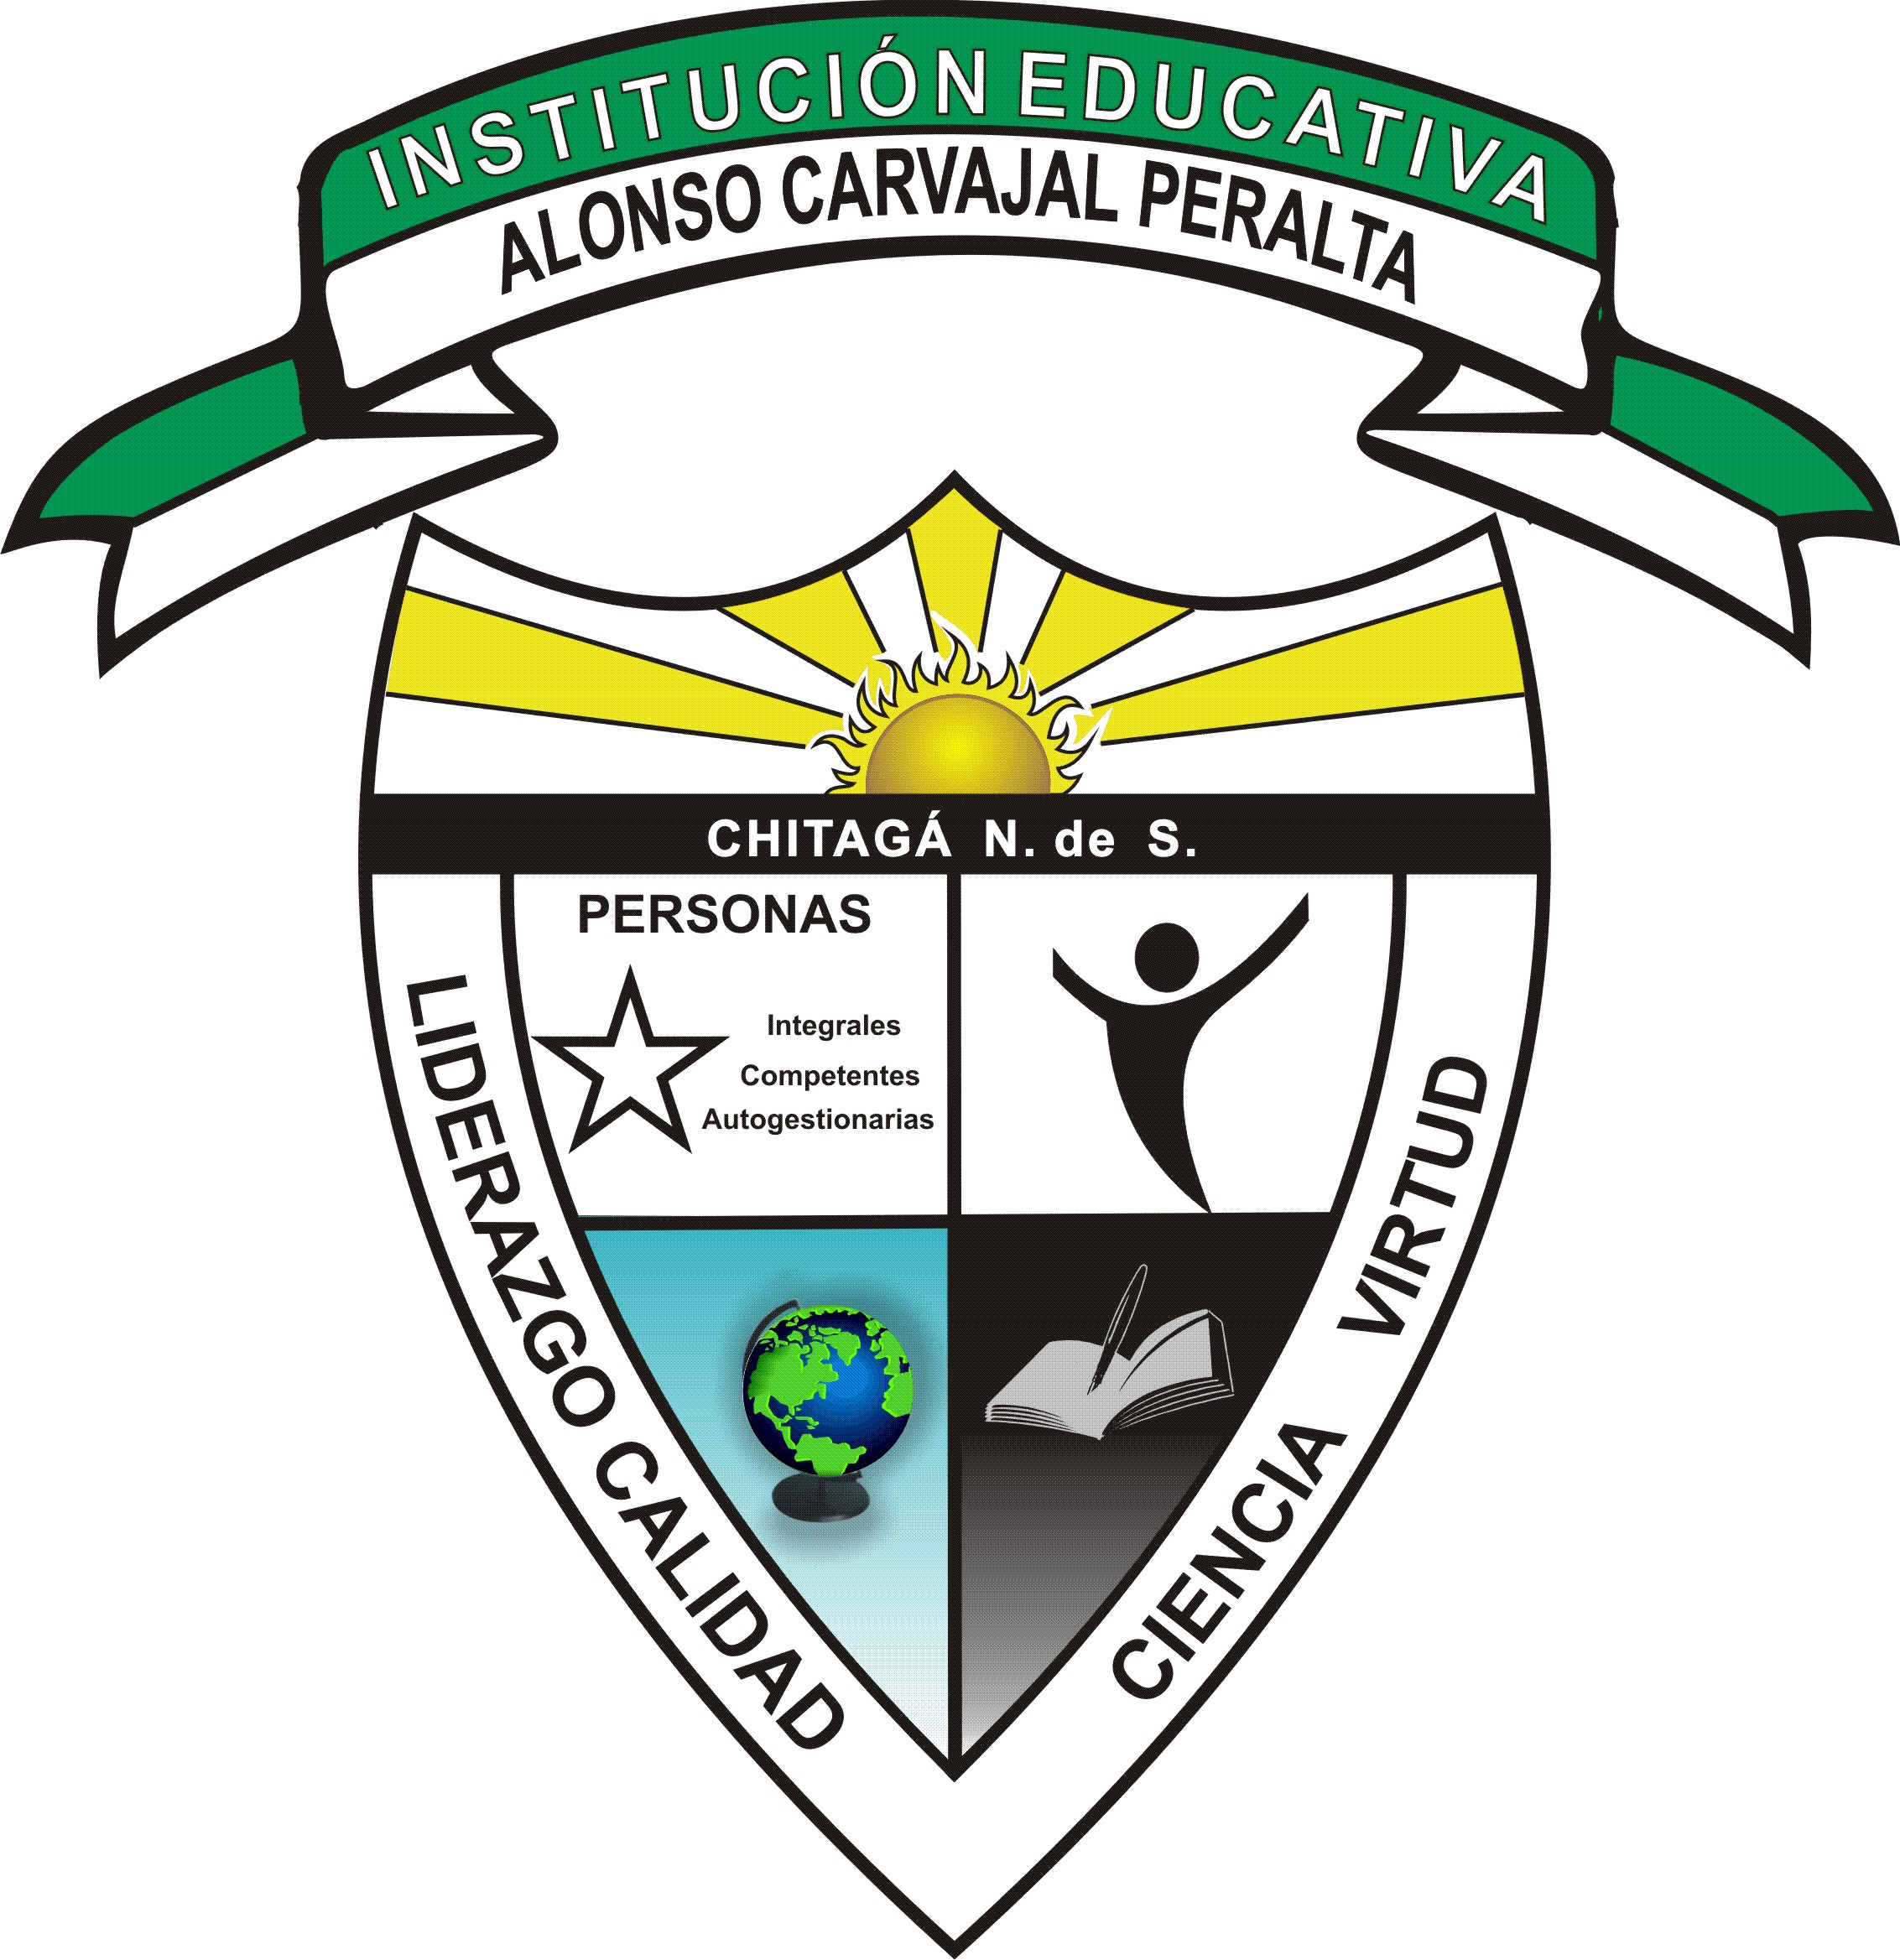 INSTITUCIÓN EDUCATIVA
ALONSO CARVAJAL PERALTA
CHITAGÁ N. de S.
PERSONAS
Integrales
Competentes
Autogestionarias
LIDERAZGO CALIDAD
CIENCIA VIRTUD